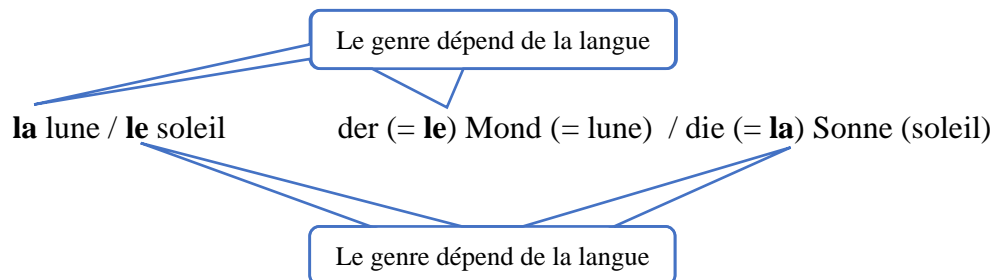 Le genre dépend de la langue
la lune / le soleil der (= le) Mond (= lune) / die (= la) Sonne (soleil)
Le genre dépend de la langue